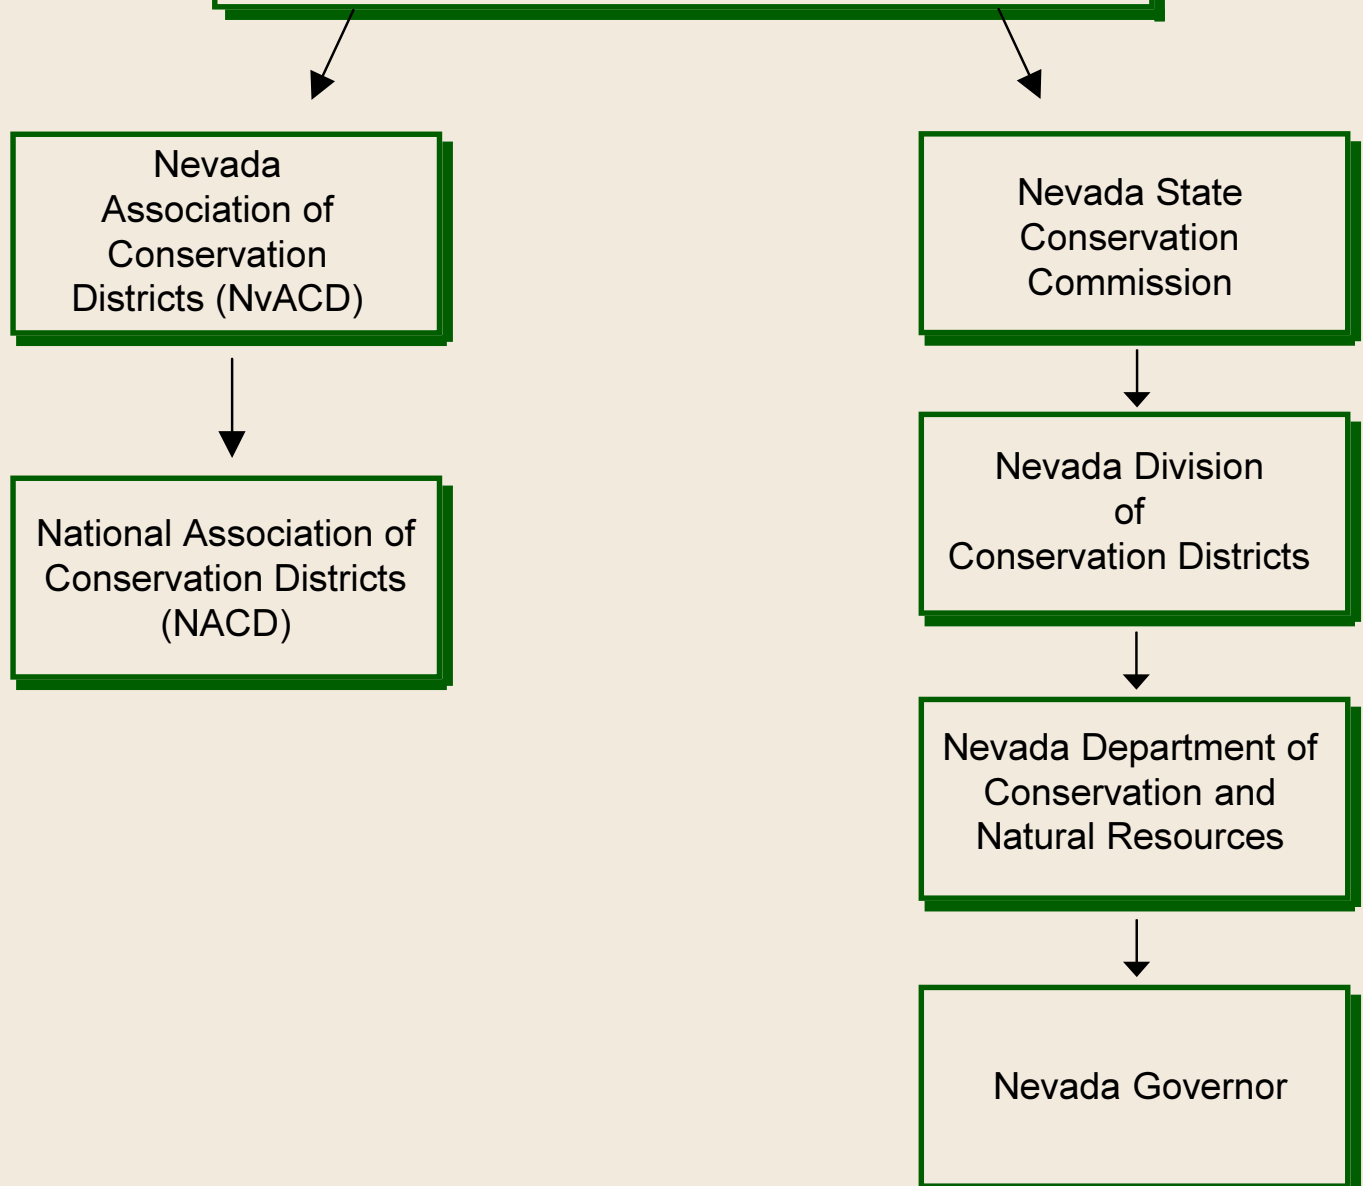 Nevada
Association of
Conservation
Districts (NvACD)
National Association of
Conservation Districts
(NACD)
Nevada State
Conservation
Commission
Nevada Division
of
Conservation Districts
Nevada Department of
Conservation and
Natural Resources
Nevada Governor